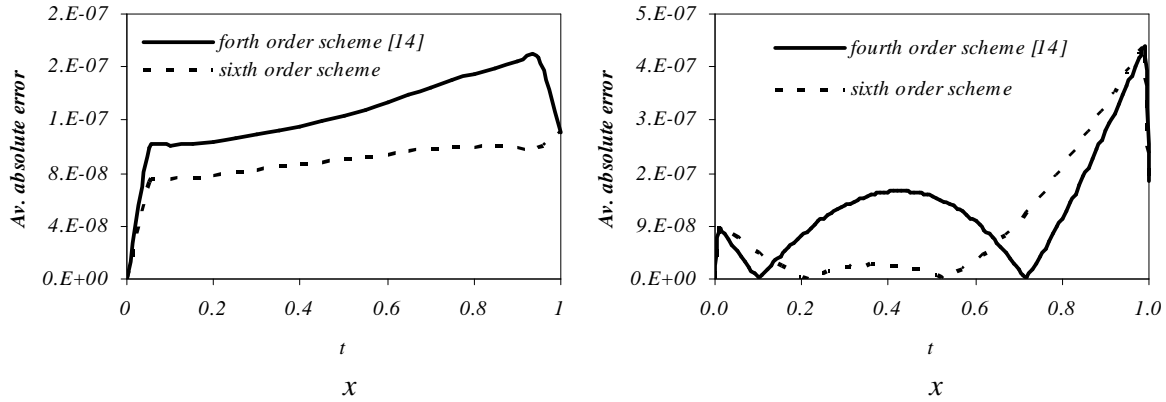 2.E-07
2.E-07
1.E-07
8.E-08
4.E-08
0.E+00
Av. absolute error
forth order scheme [14]
sixth order scheme
0
0.2
0.4
0.6
0.8
1
t
x
5.E-07
4.E-07
3.E-07
2.E-07
9.E-08
0.E+00
Av. absolute error
fourth order scheme [14]
sixth order scheme
0.0
0.2
0.4
0.6
0.8
1.0
t
x